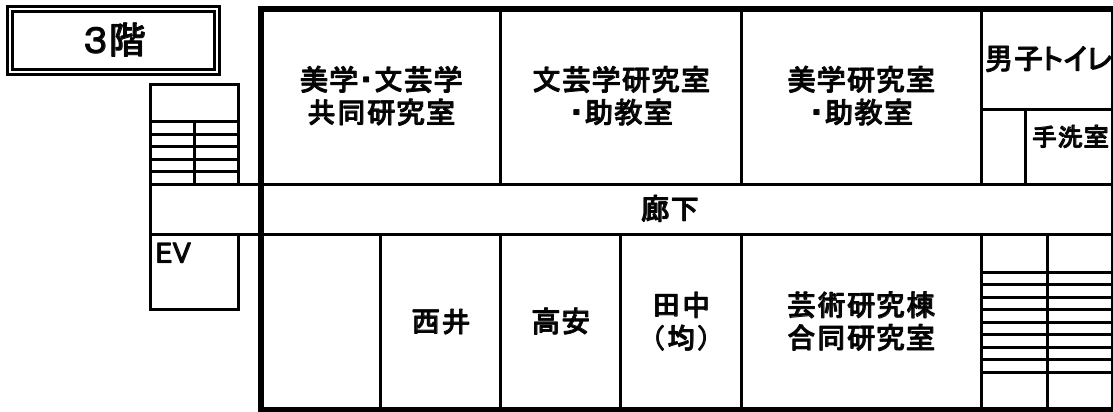 3階
美学・文芸学
共同研究室
文芸学研究室
・助教室
美学研究室
・助教室
男子トイレ
手洗室
廊下
EV
西井
高安
田中
（均）
芸術研究棟
合同研究室